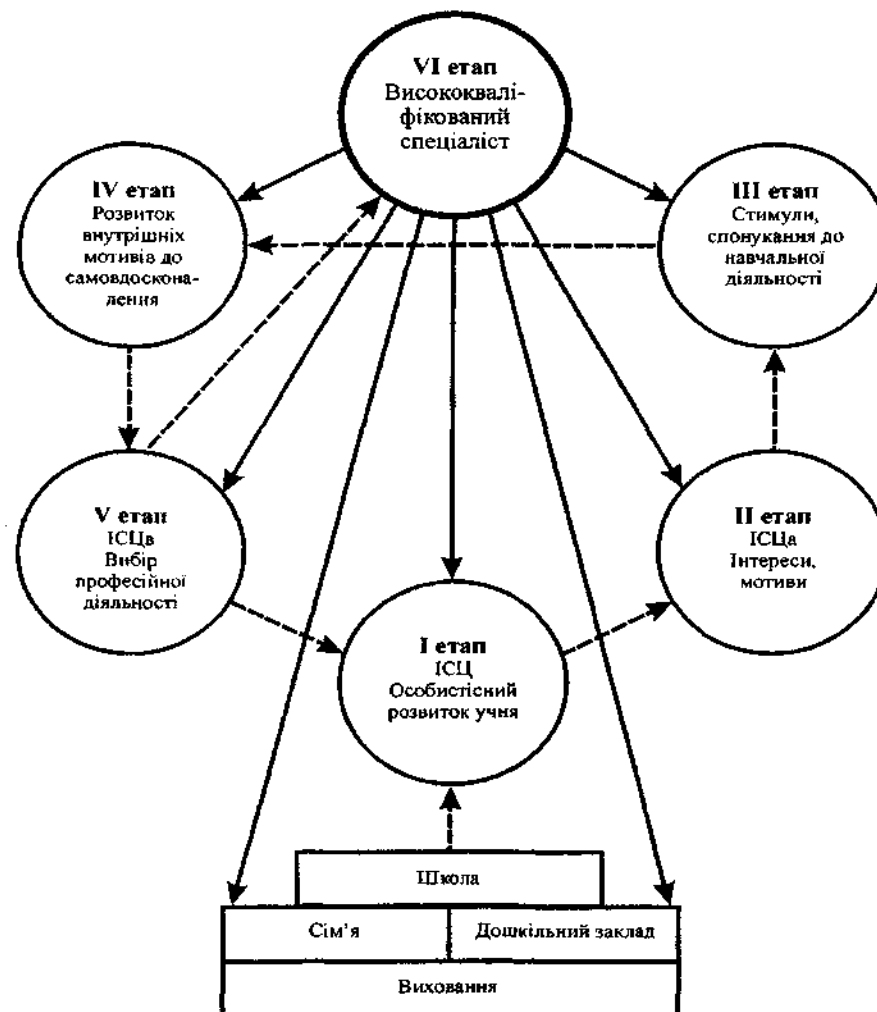 VI етап
Висококвалі-
фікований
спеціаліст
IV етап
Розвиток
внутрішніх
мотивів до
самовдоскона-
лення
III етап
Стимули,
спонукання до
навчальної
діяльності
V етап
ІСЦв
Вибір
професійної
діяльності
II етап
ІСЦа
Інтереси,
мотиви
I етап
ІСЦ
Особистісний
розвиток учня
Школа
Сім’я
Дошкільний заклад
Виховання